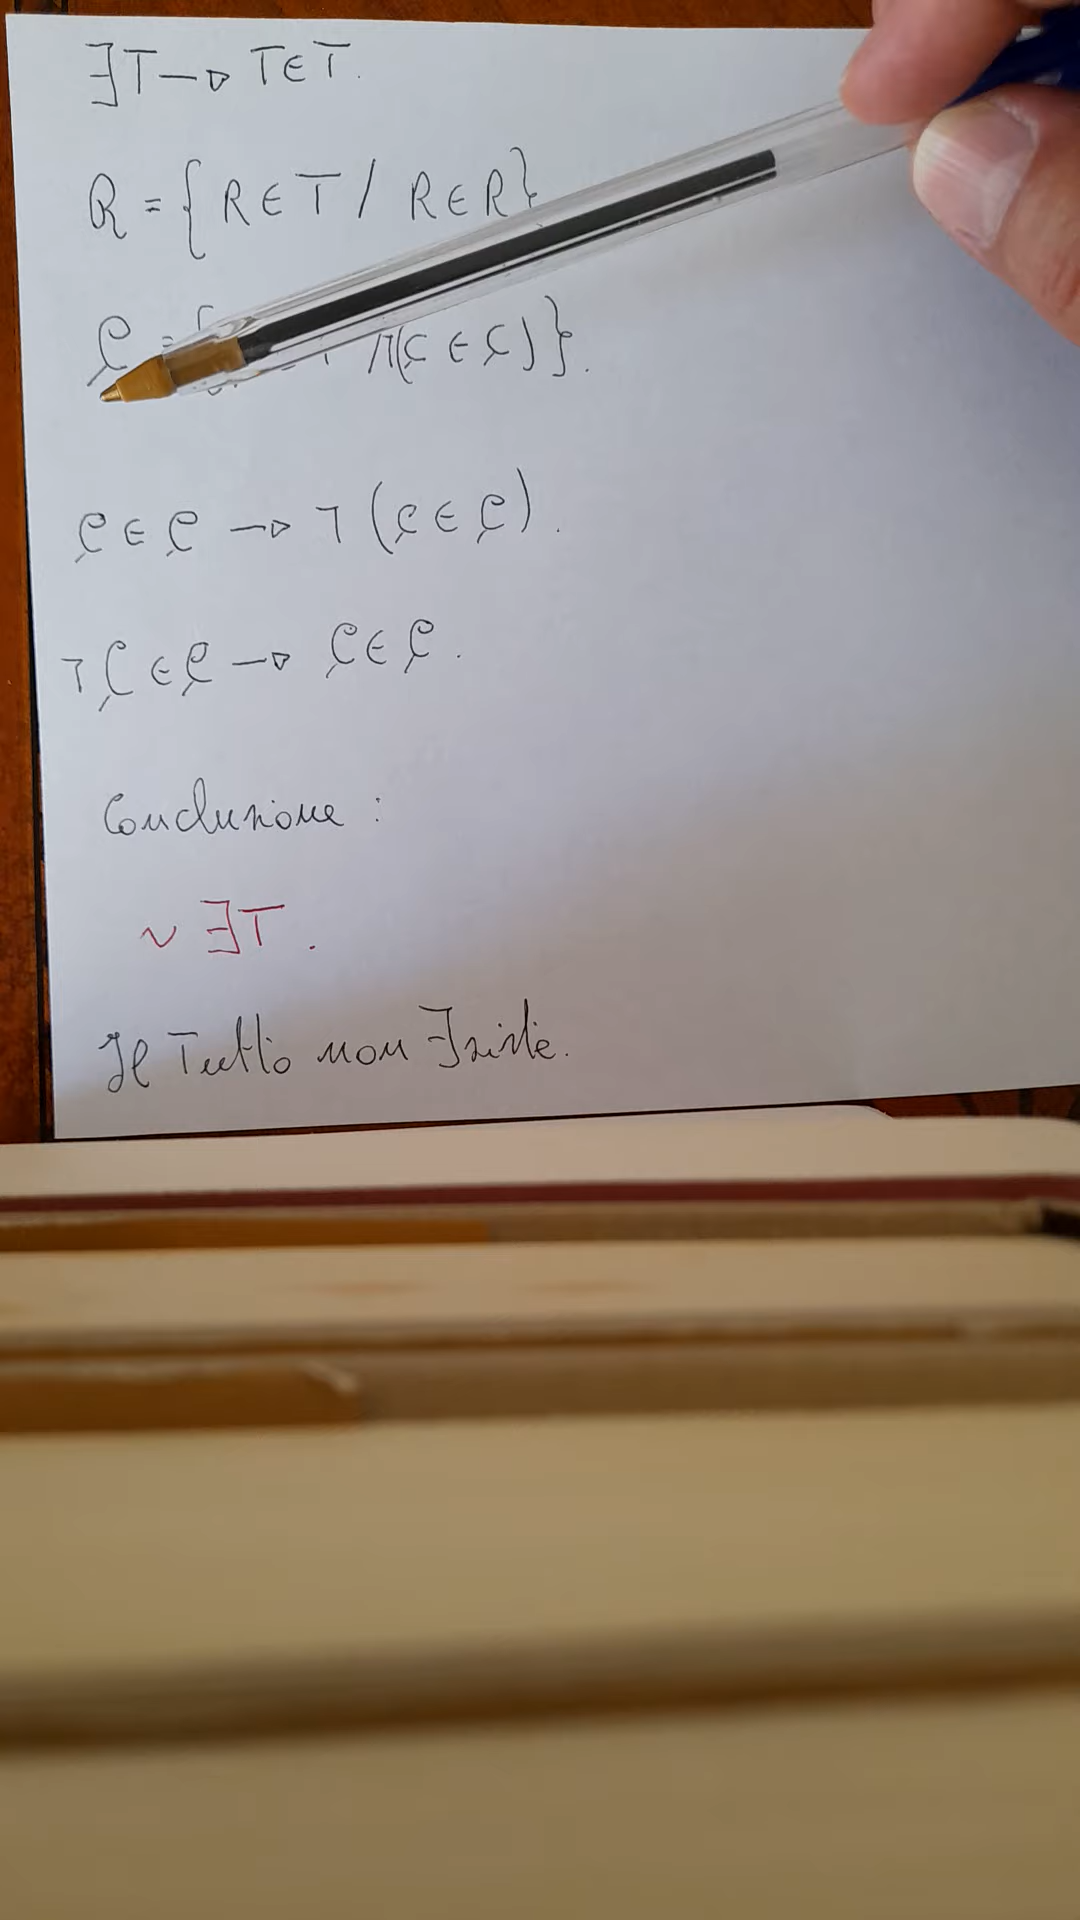 ∃T → T∈T.
R = { R∈T / R∈R}
C = { / ¬(C ∈ C)}.
C ∈ C → ¬ (C ∈ C).
¬ C ∈ C → C ∈ C.
Conclusione :
~ ∃T.
Il Tutto non Esiste.